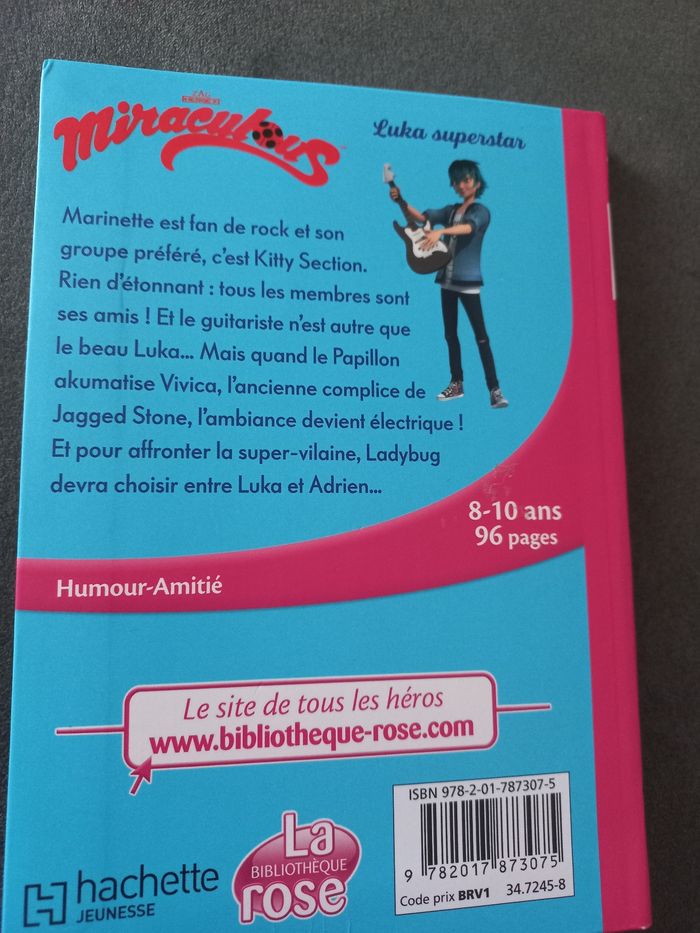 Miraculous
Luka superstar
Marinette est fan de rock et son
groupe préféré, c'est Kitty Section.
Rien d'étonnant : tous les membres sont
ses amis ! Et le guitariste n'est autre que
le beau Luka... Mais quand le Papillon
akumatise Vivica, l'ancienne complice de
Jagged Stone, l'ambiance devient électrique !
Et pour affronter la super-vilaine, Ladybug
devra choisir entre Luka et Adrien...
8-10 ans
96 pages
Humour-Amitié
Le site de tous les héros
www.bibliotheque-rose.com
ISBN 978-2-01-787307-5
9 782017 873075
Code prix BRV1 34.7245-8
hachette
JEUNESSE
La
BIBLIOTHÈQUE
rose